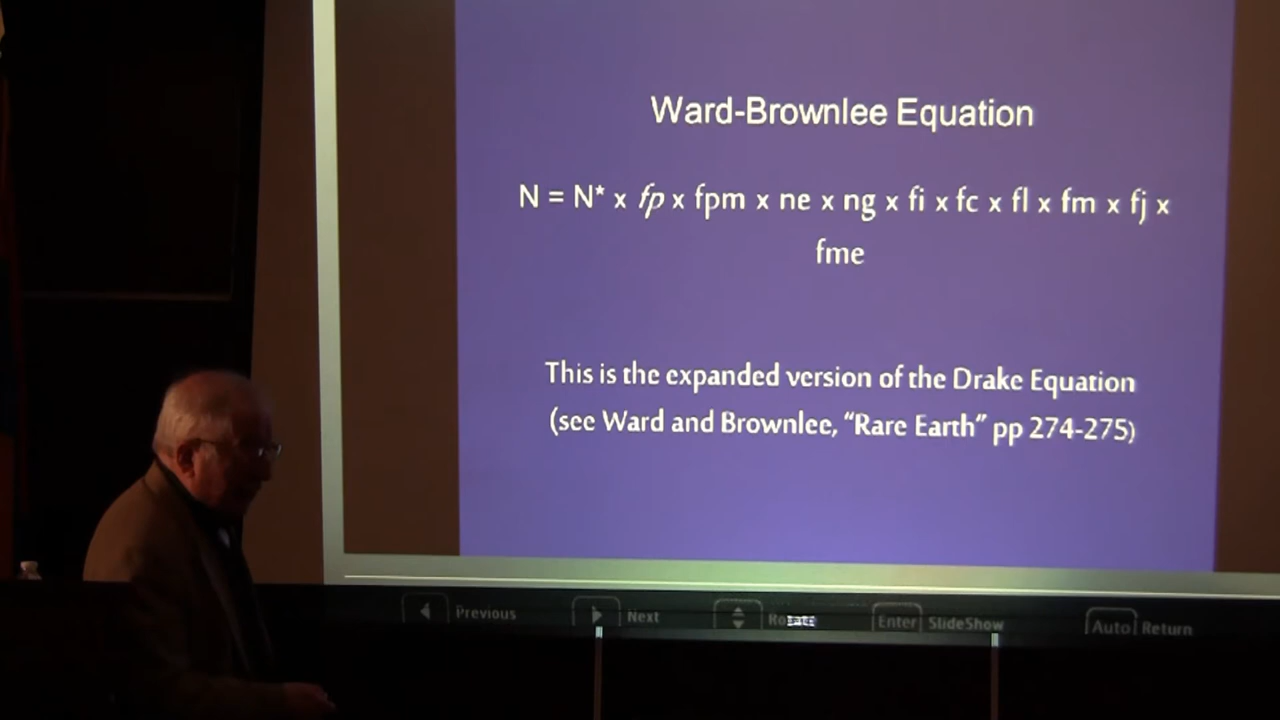 Ward-Brownlee Equation
N = N* x fp x fpm x ne x ng x fi x fc x fl x fm x fj x
fme
This is the expanded version of the Drake Equation
(see Ward and Brownlee, “Rare Earth” pp 274-275)
Previous Next Rotate Enter SlideShow Auto Return